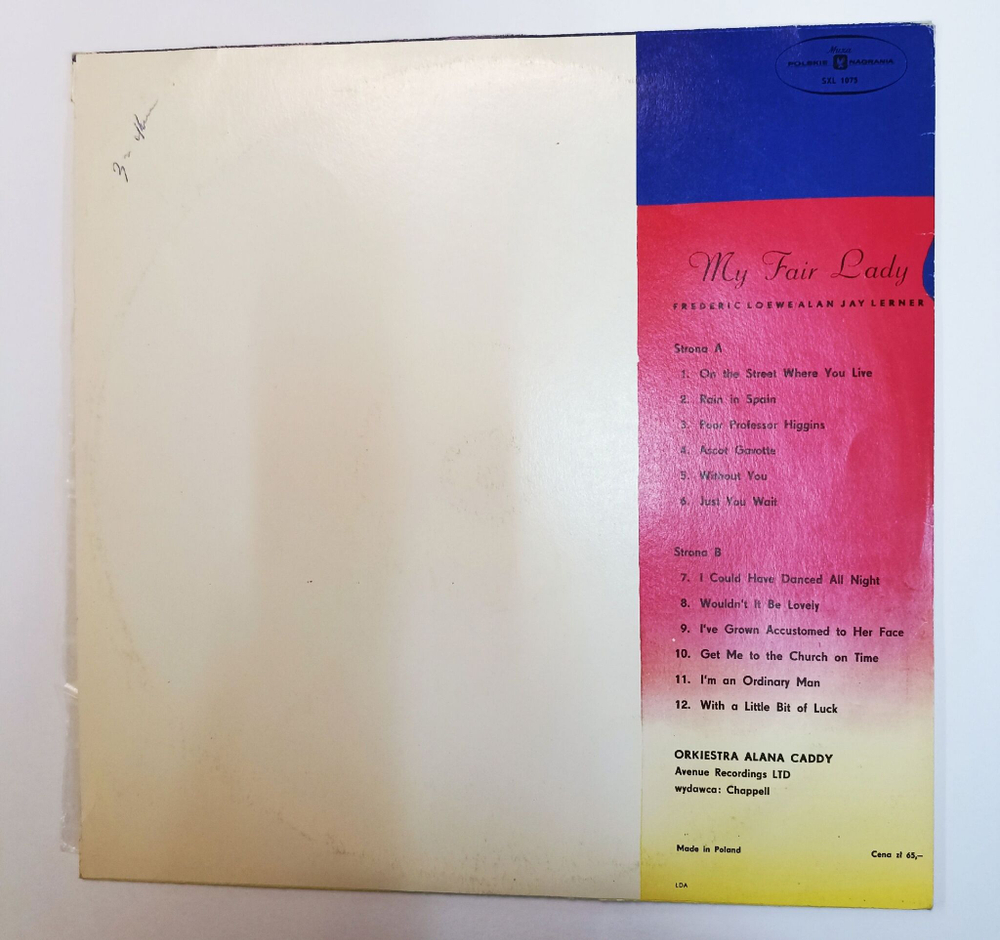 Muza
POLSKIE NAGRANIA
SXL 1075
My Fair Lady
FREDERIC LOEWE ALAN JAY LERNER
Strona A
1. On the Street Where You Live
2. Rain in Spain
3. Poor Professor Higgins
4. Ascot Gavotte
5. Without You
6. Just You Wait
Strona B
7. I Could Have Danced All Night
8. Wouldn't It Be Lovely
9. I've Grown Accustomed to Her Face
10. Get Me to the Church on Time
11. I'm an Ordinary Man
12. With a Little Bit of Luck
ORKIESTRA ALANA CADDY
Avenue Recordings LTD
wydawca: Chappell
Made in Poland
Cena zł 65,–
LDA